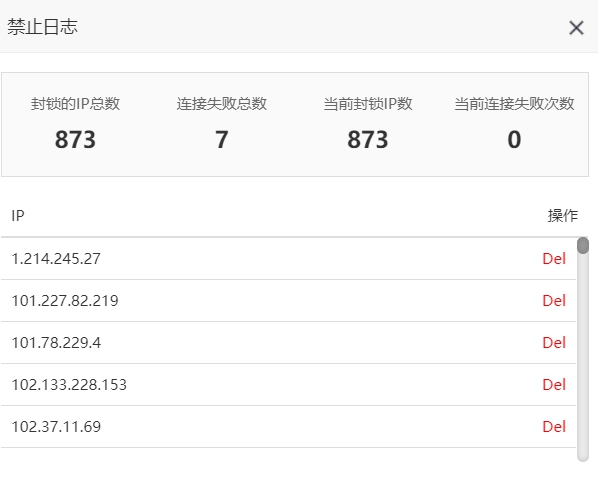 禁止日志
封锁的IP总数 连接失败总数 当前封锁IP数 当前连接失败次数
873 7 873 0
IP 操作
1.214.245.27 Del
101.227.82.219 Del
101.78.229.4 Del
102.133.228.153 Del
102.37.11.69 Del